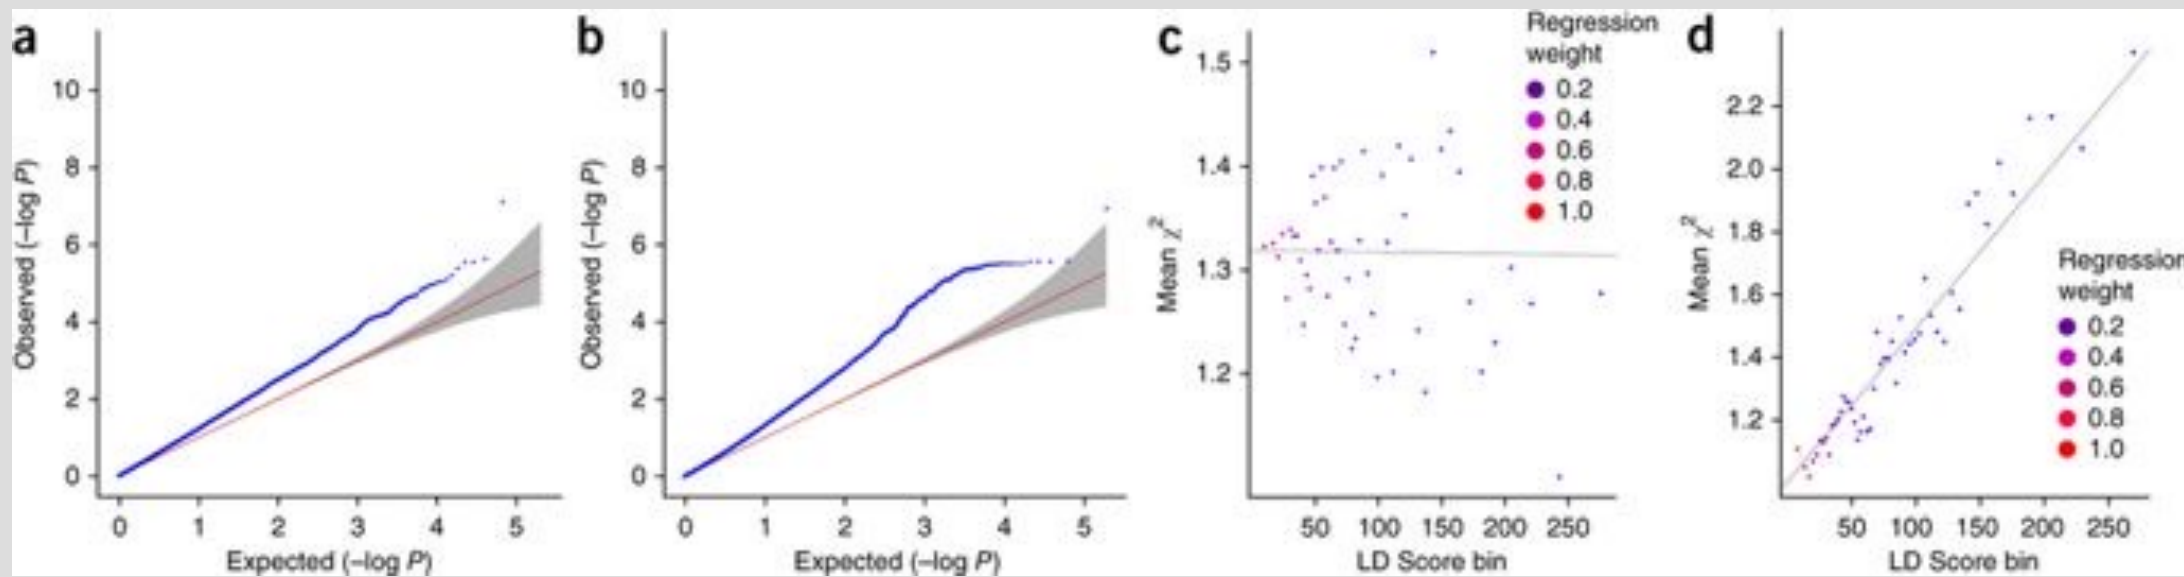 a
Observed (–log P)
10
8
6
4
2
0
0 1 2 3 4 5
Expected (–log P)
b
Observed (–log P)
10
8
6
4
2
0
0 1 2 3 4 5
Expected (–log P)
c
Mean χ2
1.5
1.4
1.3
1.2
50 100 150 200 250
LD Score bin
Regression
weight
0.2
0.4
0.6
0.8
1.0
d
Mean χ2
2.2
2.0
1.8
1.6
1.4
1.2
50 100 150 200 250
LD Score bin
Regression
weight
0.2
0.4
0.6
0.8
1.0